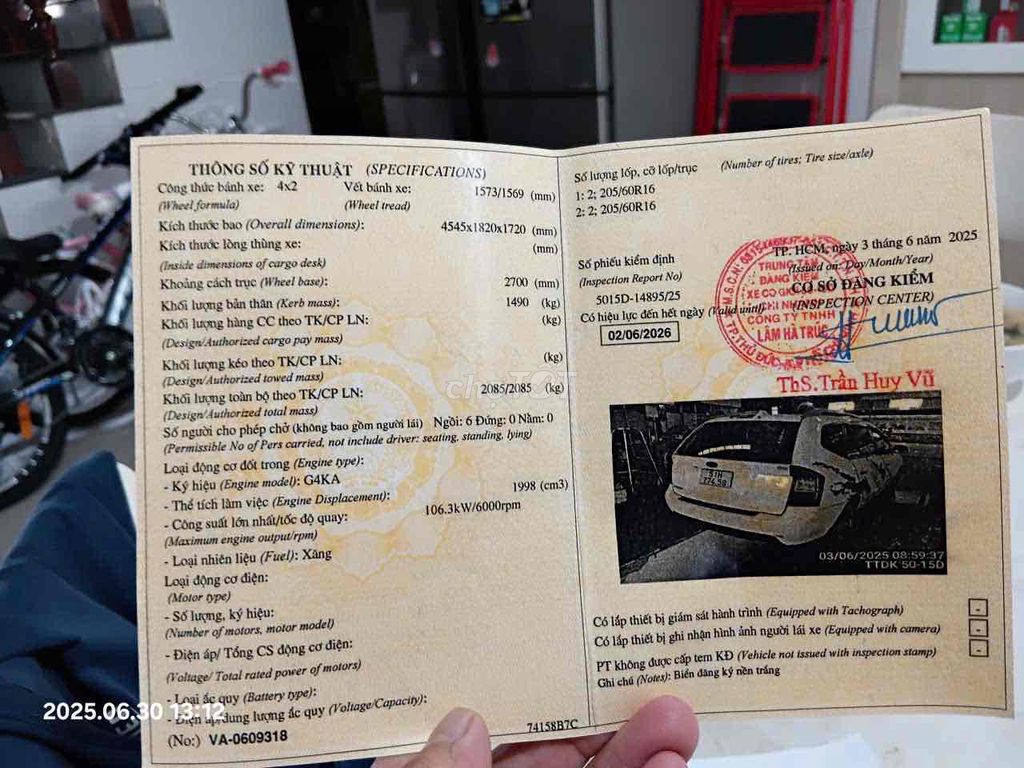 THÔNG SỐ KỸ THUẬT (SPECIFICATIONS)
Công thức bánh xe: 4x2 Vết bánh xe: 1573/1569 (mm)
(Wheel formula) (Wheel tread)
Kích thước bao (Overall dimensions): 4545x1820x1720 (mm)
Kích thước lòng thùng xe: (mm)
(Inside dimensions of cargo desk)
Khoảng cách trục (Wheel base): 2700 (mm)
Khối lượng bản thân (Kerb mass): 1490 (kg)
Khối lượng hàng CC theo TK/CP LN: (kg)
(Design/Authorized cargo pay mass)
Khối lượng kéo theo TK/CP LN: (kg)
(Design/Authorized towed mass)
Khối lượng toàn bộ theo TK/CP LN: 2085/2085 (kg)
(Design/Authorized total mass)
Số người cho phép chở (không bao gồm người lái) Ngồi: 6 Đứng: 0 Nằm: 0
(Permissible No of Pers carried, not include driver: seating, standing, lying)
Loại động cơ đốt trong (Engine type):
- Ký hiệu (Engine model): G4KA
- Thể tích làm việc (Engine Displacement): 1998 (cm3)
- Công suất lớn nhất/tốc độ quay: 106.3kW/6000rpm
(Maximum engine output/rpm)
- Loại nhiên liệu (Fuel): Xăng
Loại động cơ điện:
(Motor type)
- Số lượng, ký hiệu:
(Number of motors, motor model)
- Điện áp/ Tổng CS động cơ điện:
(Voltage/ Total rated power of motors)
- Loại ắc quy (Battery type):
- Điện áp/dung lượng ắc quy (Voltage/Capacity):
(No:) VA-0609318
74158B7C
Số lượng lốp, cỡ lốp/trục (Number of tires; Tire size/axle)
1: 2; 205/60R16
2: 2; 205/60R16
TP. HCM, ngày 3 tháng 6 năm 2025
(Issued on: Day/Month/Year)
Số phiếu kiểm định
(Inspection Report No)
5015D-14895/25
CƠ SỞ ĐĂNG KIỂM
(INSPECTION CENTER)
Có hiệu lực đến hết ngày (Valid until)
02/06/2026
TRUNG TÂM
ĐĂNG KIỂM
CÔNG TY TNHH
LÂM HÀ TRÚC
ThS. Trần Huy Vũ
03/06/2025 08:59:37
TTDK 50-15D
Có lắp thiết bị giám sát hành trình (Equipped with Tachograph) -
Có lắp thiết bị ghi nhận hình ảnh người lái xe (Equipped with camera) -
PT không được cấp tem KĐ (Vehicle not issued with inspection stamp) -
Ghi chú (Notes): Biển đăng ký nền trắng
2025.06.30 13:12
chợTỐT